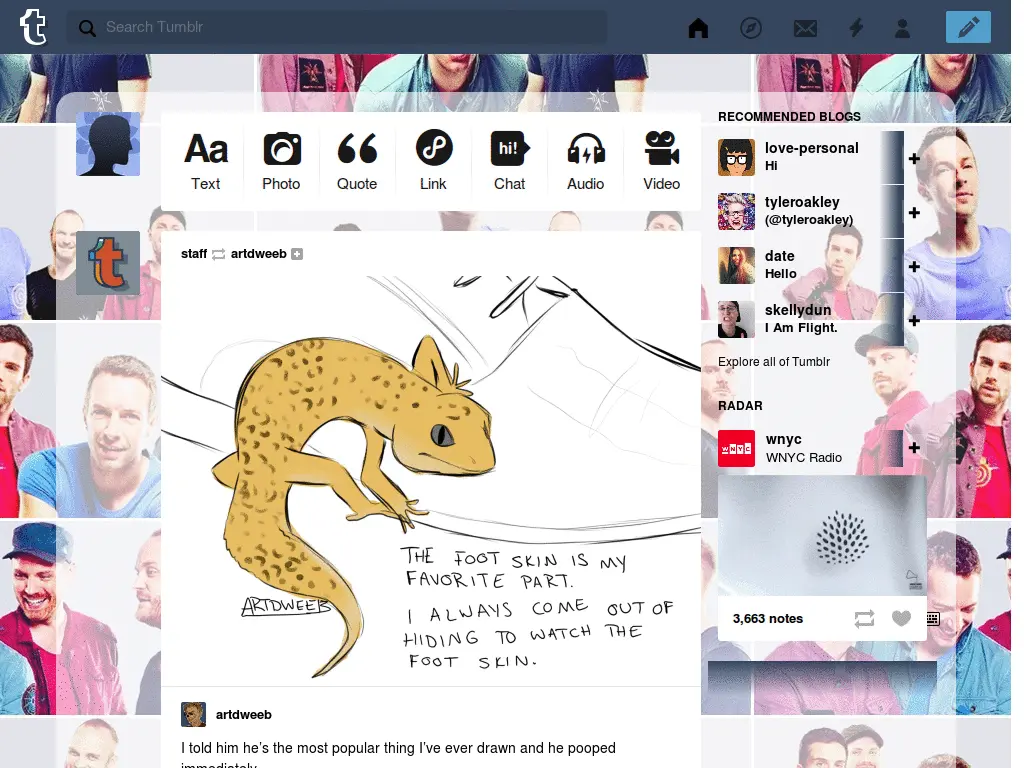 Search Tumblr
Aa
hi!
Text
Photo
Quote
Link
Chat
Audio
Video
staff artdweeb
THE FOOT SKIN IS MY
FAVORITE PART.
I ALWAYS COME OUT OF
HIDING TO WATCH THE
FOOT SKIN.
ARTDWEEB
artdweeb
I told him he's the most popular thing I've ever drawn and he pooped
immediately
RECOMMENDED BLOGS
love-personal
Hi
tyleroakley
(@tyleroakley)
date
Hello
skellydun
I Am Flight.
Explore all of Tumblr
RADAR
WNYC
wnyc
WNYC Radio
3,663 notes